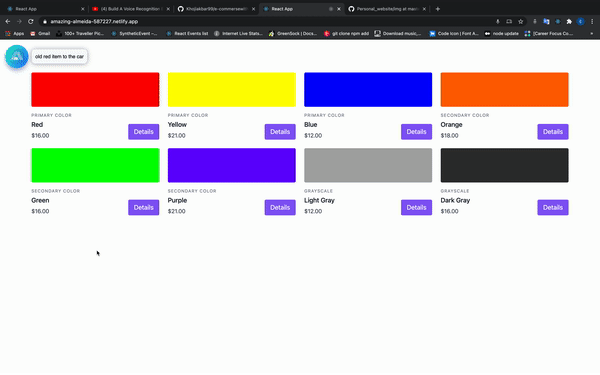 React App
(4) Build A Voice Recognition
Khojiakbar90/e-commersewith
React App
Personal_website/img at mast
amazing-almeida-587227.netlify.app
Apps Gmail 100+ Traveller Pic... SyntheticEvent –... React Events list Internet Live Stats... GreenSock | Docs... git clone npm add Download music,... Code Icon | Font A... node update [Career Focus Co...
old red item to the car
PRIMARY COLOR PRIMARY COLOR PRIMARY COLOR SECONDARY COLOR
Red Yellow Blue Orange
$16.00 Details $21.00 Details $12.00 Details $18.00 Details
SECONDARY COLOR SECONDARY COLOR GRAYSCALE GRAYSCALE
Green Purple Light Gray Dark Gray
$16.00 Details $21.00 Details $12.00 Details $16.00 Details